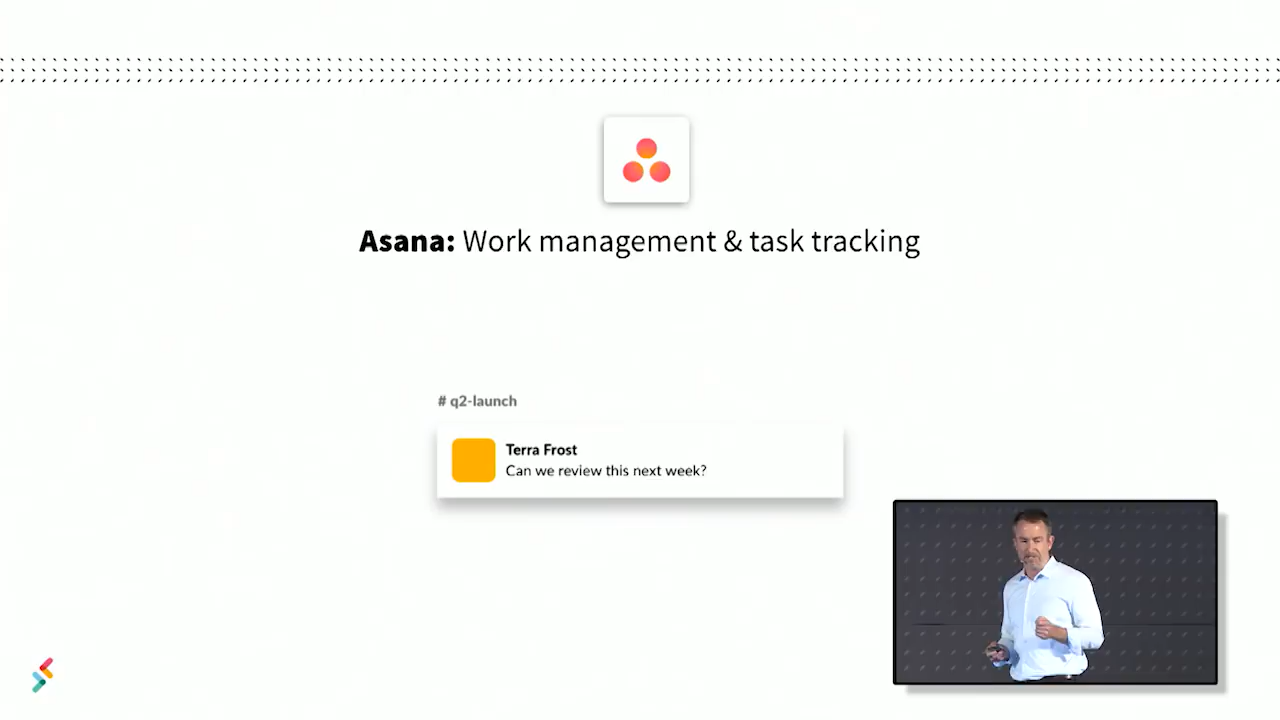 Asana: Work management & task tracking
# q2-launch
Terra Frost
Can we review this next week?